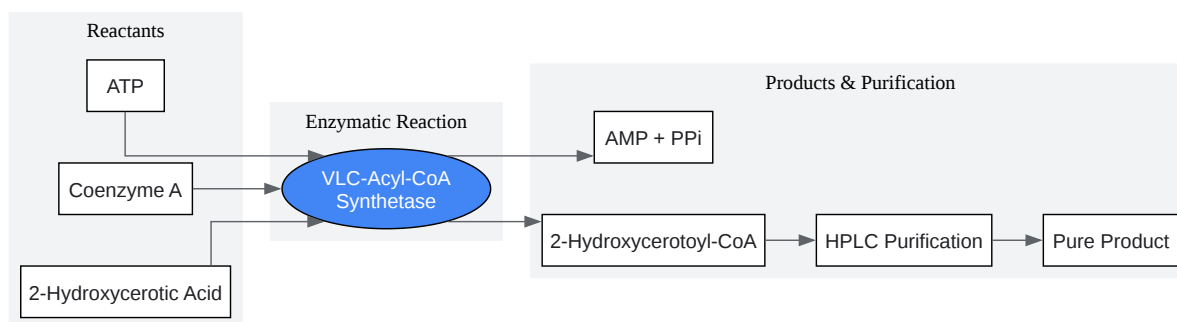 Reactants
ATP
Coenzyme A
2-Hydroxycerotic Acid
Enzymatic Reaction
VLC-Acyl-CoA
Synthetase
Products & Purification
AMP + PPi
2-Hydroxycerotoyl-CoA
HPLC Purification
Pure Product